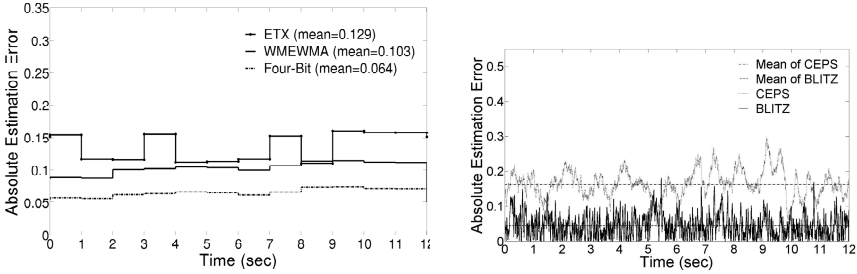 0.35
0.3
0.25
0.2
0.15
0.1
0.05
0
Absolute Estimation Error
ETX (mean=0.129)
WMEWMA (mean=0.103)
Four-Bit (mean=0.064)
0 1 2 3 4 5 6 7 8 9 10 11 12
Time (sec)
0.5
0.4
0.3
0.2
0.1
0
Absolute Estimation Error
Mean of CEPS
Mean of BLITZ
CEPS
BLITZ
0 1 2 3 4 5 6 7 8 9 10 11 12
Time (sec)